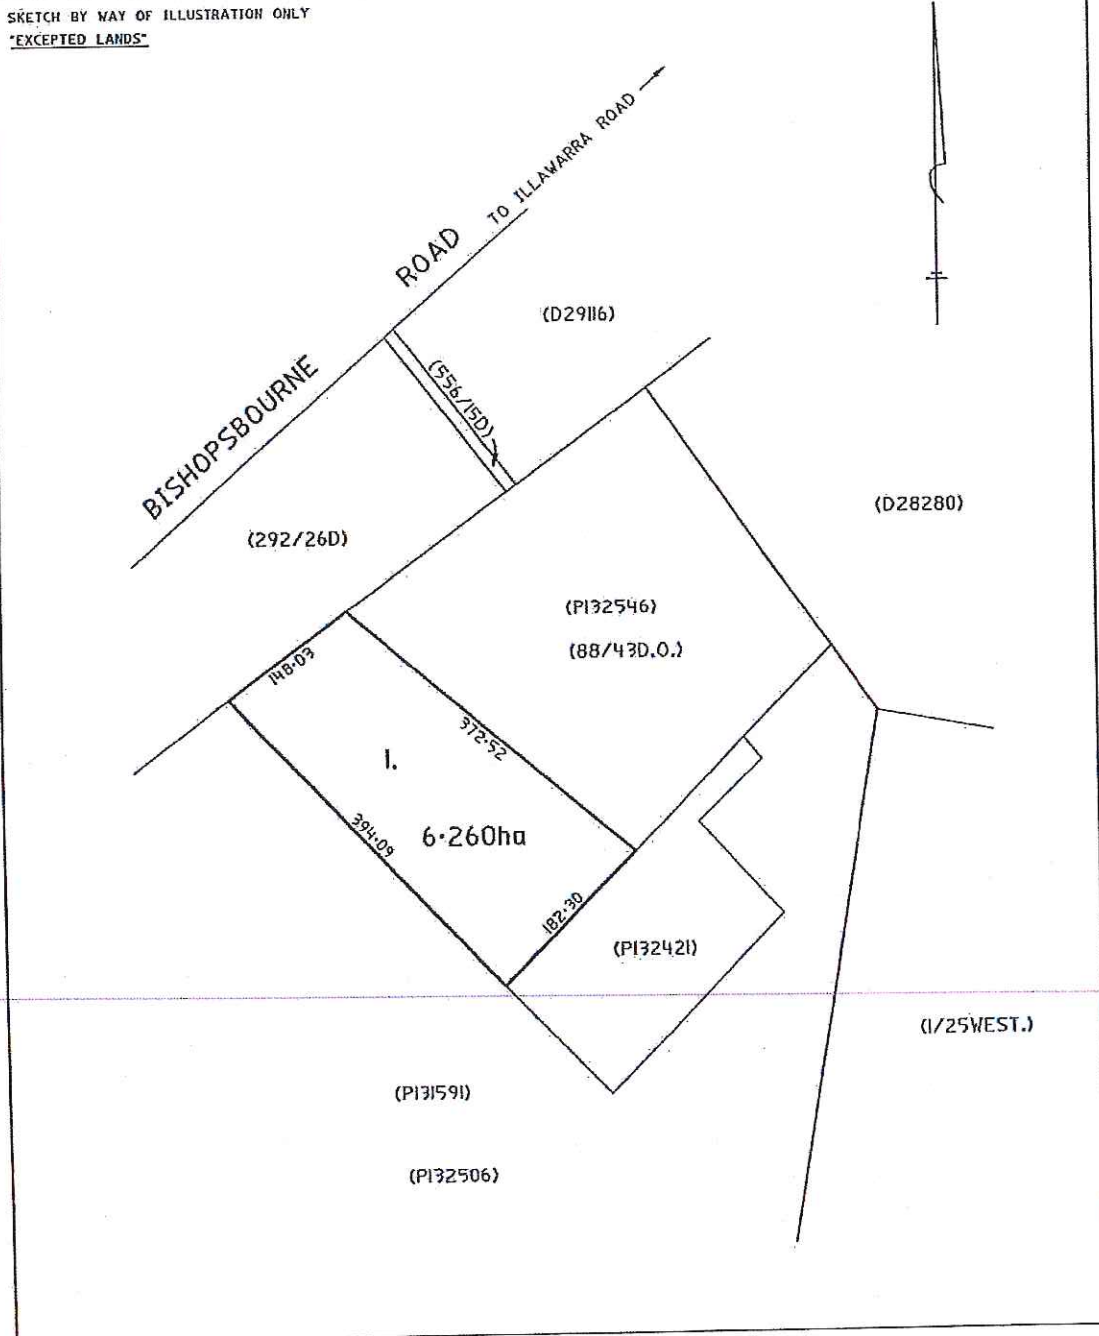 SKETCH BY WAY OF ILLUSTRATION ONLY
"EXCEPTED LANDS"
BISHOPSBOURNE ROAD TO ILLAWARRA ROAD
(D29116)
(556/15D)
(D28280)
(292/26D)
(P132546)
(88/43D.O.)
148·03
372·52
1.
394·09
6·260ha
182·30
(P132421)
(1/25WEST.)
(P131591)
(P132506)